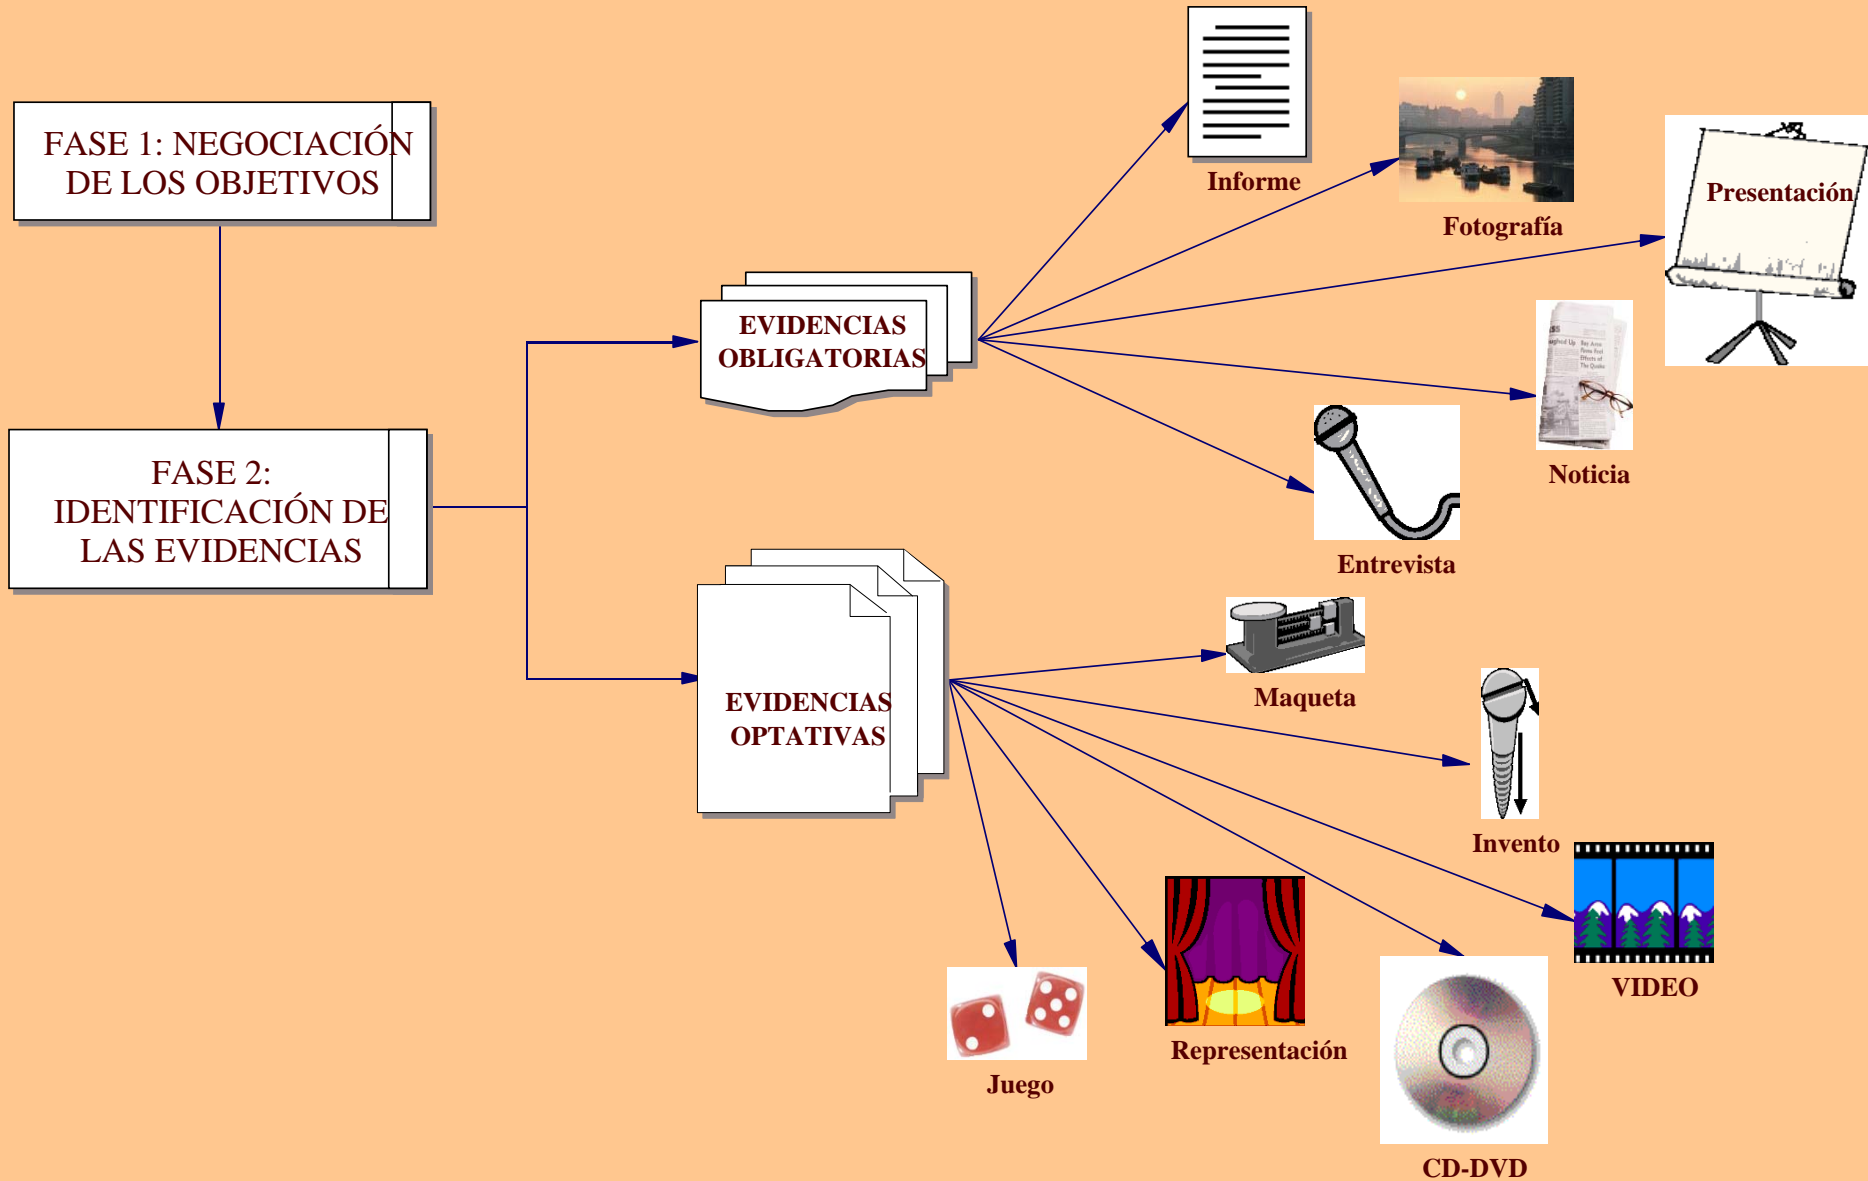 FASE 1: NEGOCIACIÓN
DE LOS OBJETIVOS
FASE 2:
IDENTIFICACIÓN DE
LAS EVIDENCIAS
EVIDENCIAS
OBLIGATORIAS
EVIDENCIAS
OPTATIVAS
Informe
Fotografía
Presentación
Noticia
Entrevista
Maqueta
Invento
VIDEO
CD-DVD
Representación
Juego